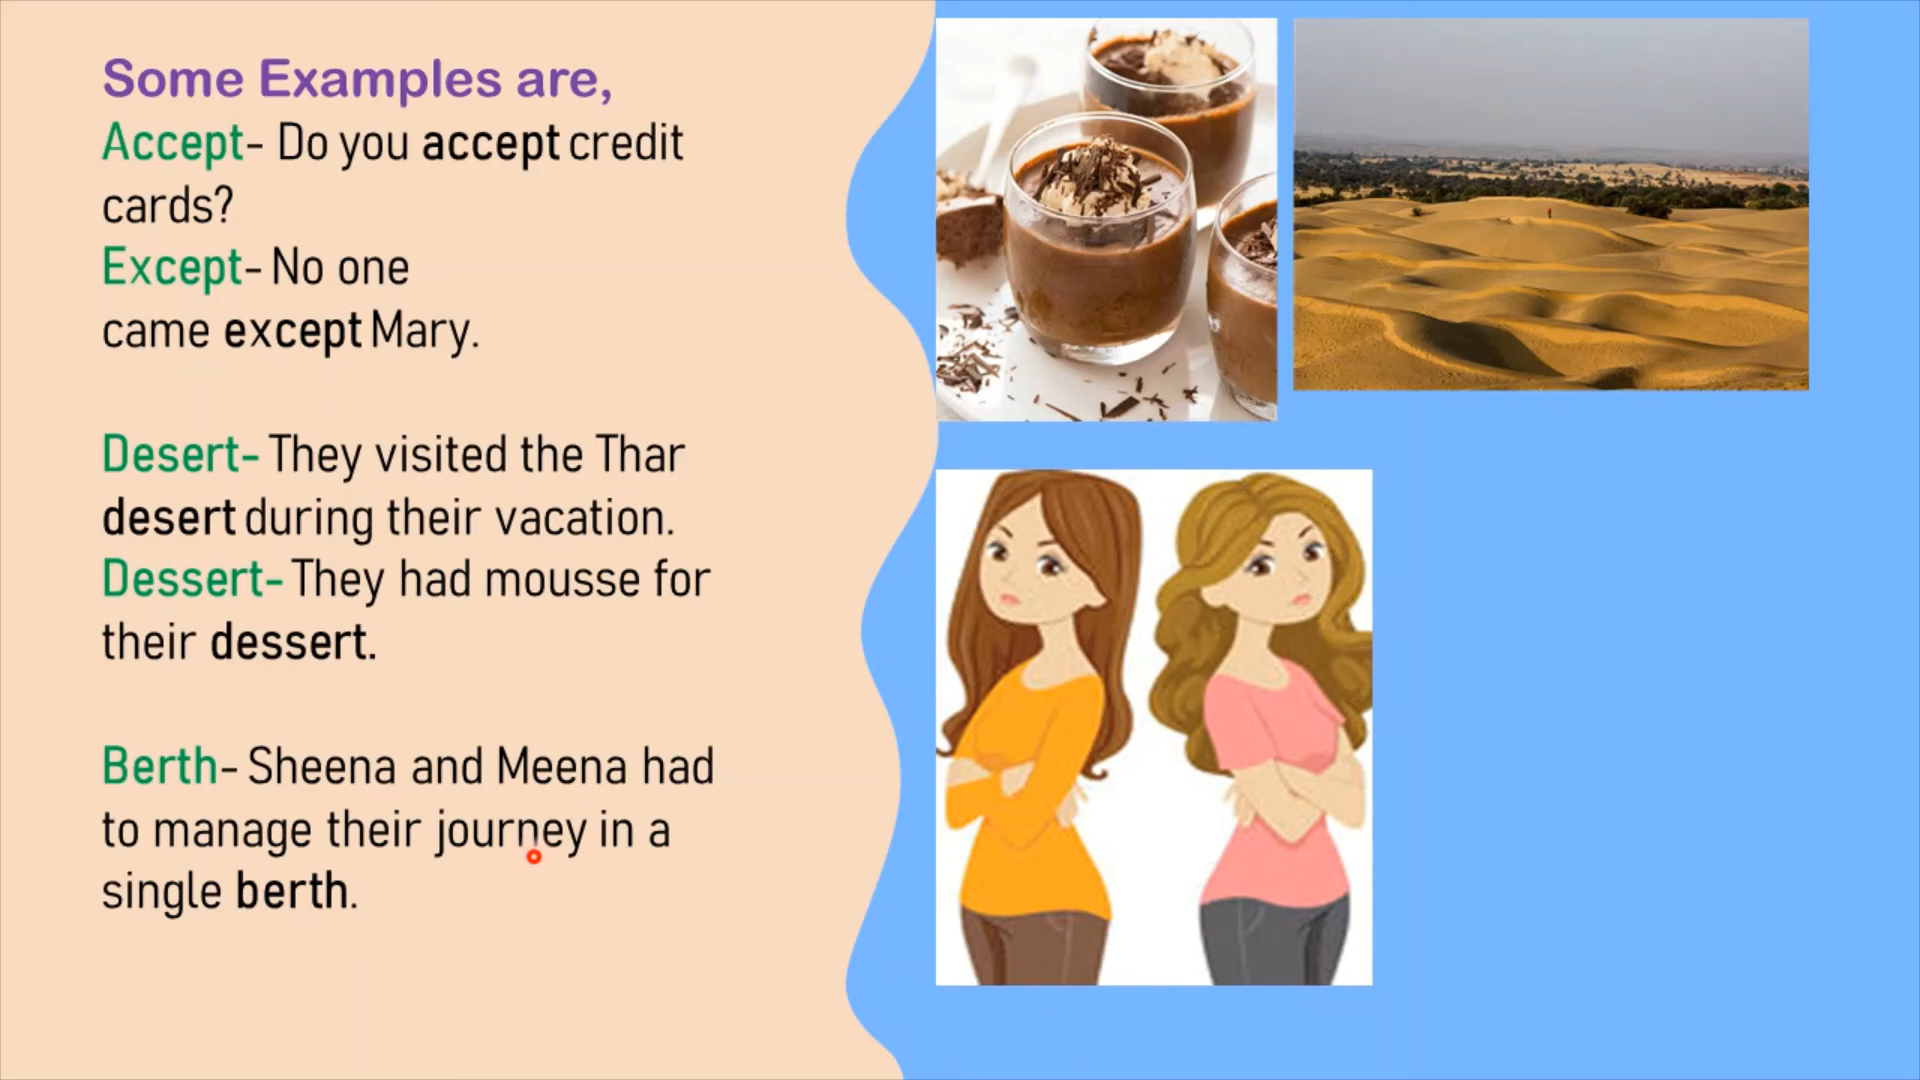 Some Examples are,
Accept- Do you accept credit
cards?
Except- No one
came except Mary.
Desert- They visited the Thar
desert during their vacation.
Dessert- They had mousse for
their dessert.
Berth- Sheena and Meena had
to manage their journey in a
single berth.